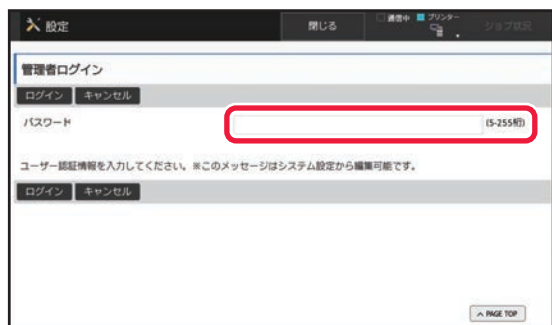 設定
閉じる
通信中 プリンター
ジョブ状況
管理者ログイン
ログイン キャンセル
パスワード (5-255桁)
ユーザー認証情報を入力してください。※このメッセージはシステム設定から編集可能です。
ログイン キャンセル
PAGE TOP